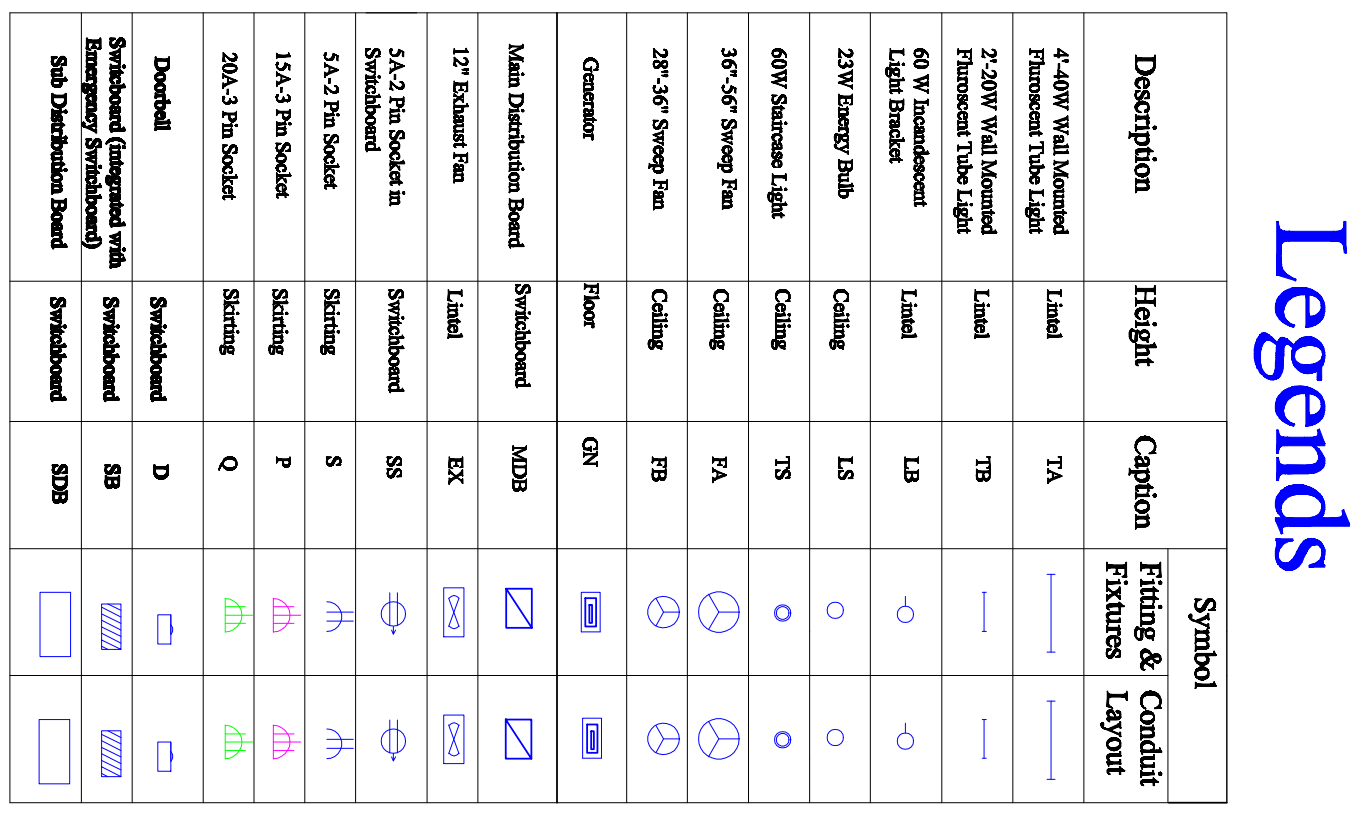 Legends
Description Height Caption Symbol
Fitting & Fixtures Conduit Layout
4'-40W Wall Mounted
Fluroscent Tube Light Lintel TA
2'-20W Wall Mounted
Fluroscent Tube Light Lintel TB
60 W Incandescent
Light Bracket Lintel LB
23W Energy Bulb Ceiling LS
60W Staircase Light Ceiling TS
36"-56" Sweep Fan Ceiling FA
28"-36" Sweep Fan Ceiling FB
Generator Floor GN
Main Distribution Board Switchboard MDB
12" Exhaust Fan Lintel EX
5A-2 Pin Socket in
Switchboard Switchboard SS
5A-2 Pin Socket Skirting S
15A-3 Pin Socket Skirting P
20A-3 Pin Socket Skirting Q
Doorbell Switchboard D
Switcboard (integrated with
Emergency Switchboard) Switchboard SB
Sub Distribution Board Switchboard SDB